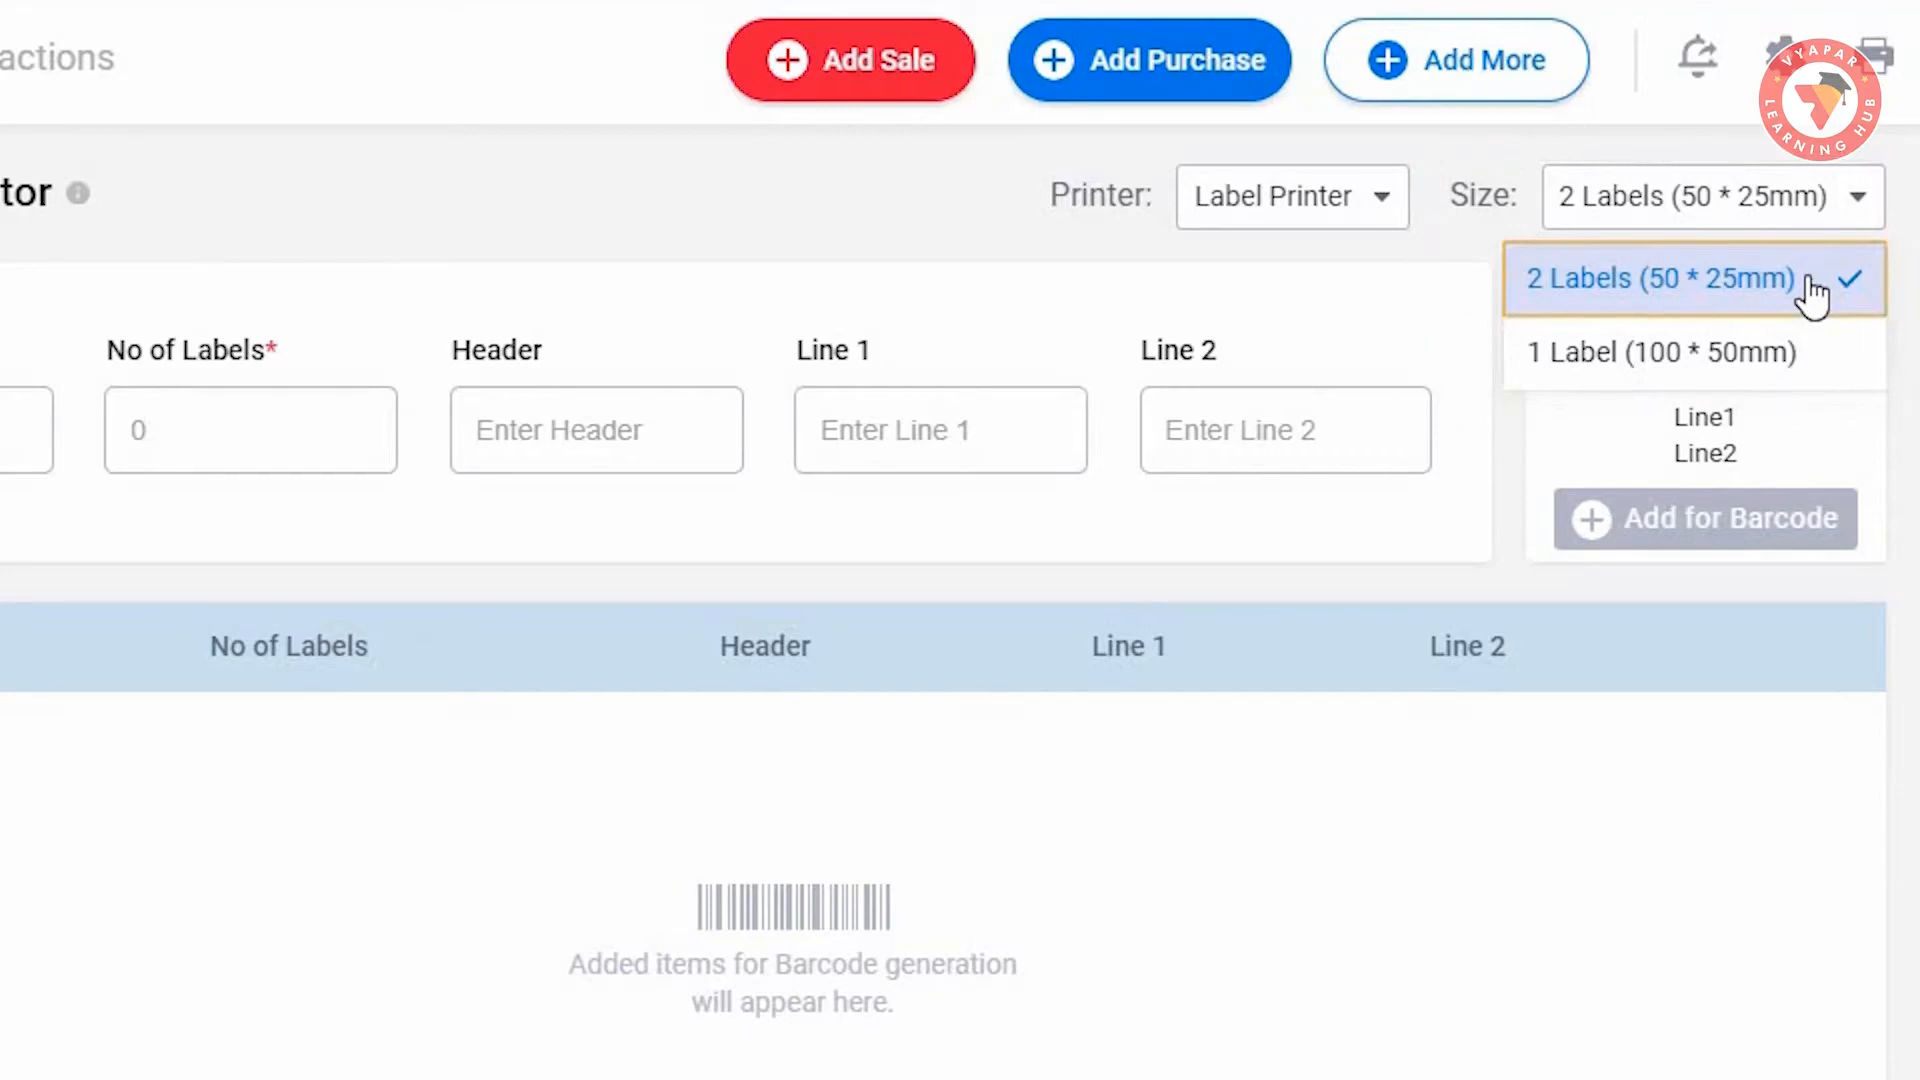 actions
Add Sale
Add Purchase
Add More
VYAPAR
LEARNING HUB
tor
Printer:
Label Printer
Size:
2 Labels (50 * 25mm)
2 Labels (50 * 25mm)
1 Label (100 * 50mm)
No of Labels*
Header
Line 1
Line 2
0
Enter Header
Enter Line 1
Enter Line 2
Line1
Line2
Add for Barcode
No of Labels
Header
Line 1
Line 2
Added items for Barcode generation
will appear here.